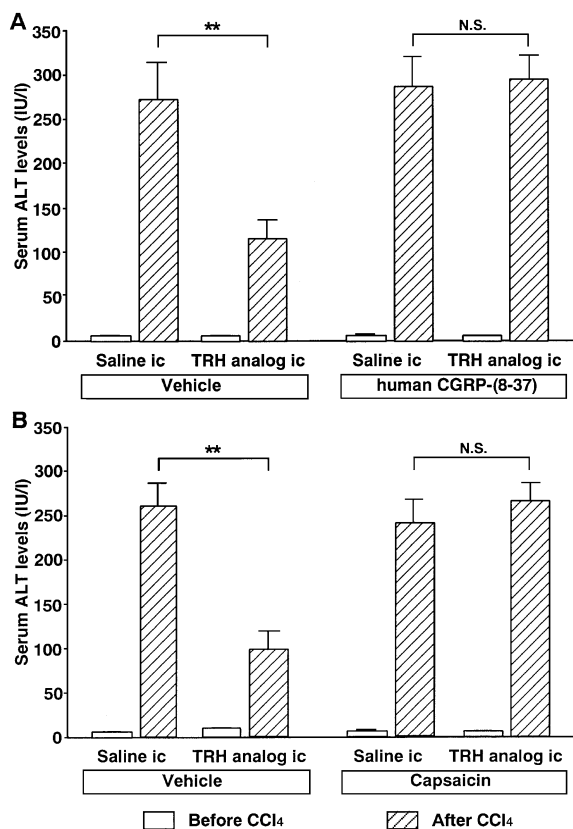 A
Serum ALT levels (IU/l)
350
300
250
200
150
100
50
0
**
N.S.
Saline ic TRH analog ic Saline ic TRH analog ic
Vehicle human CGRP-(8-37)
B
Serum ALT levels (IU/l)
350
300
250
200
150
100
50
0
**
N.S.
Saline ic TRH analog ic Saline ic TRH analog ic
Vehicle Capsaicin
Before CCl4 After CCl4